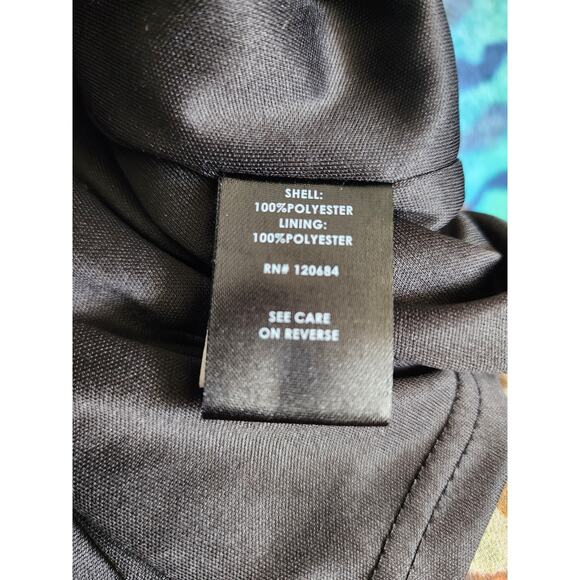 SHELL:
100%POLYESTER
LINING:
100%POLYESTER
RN# 120684
SEE CARE
ON REVERSE